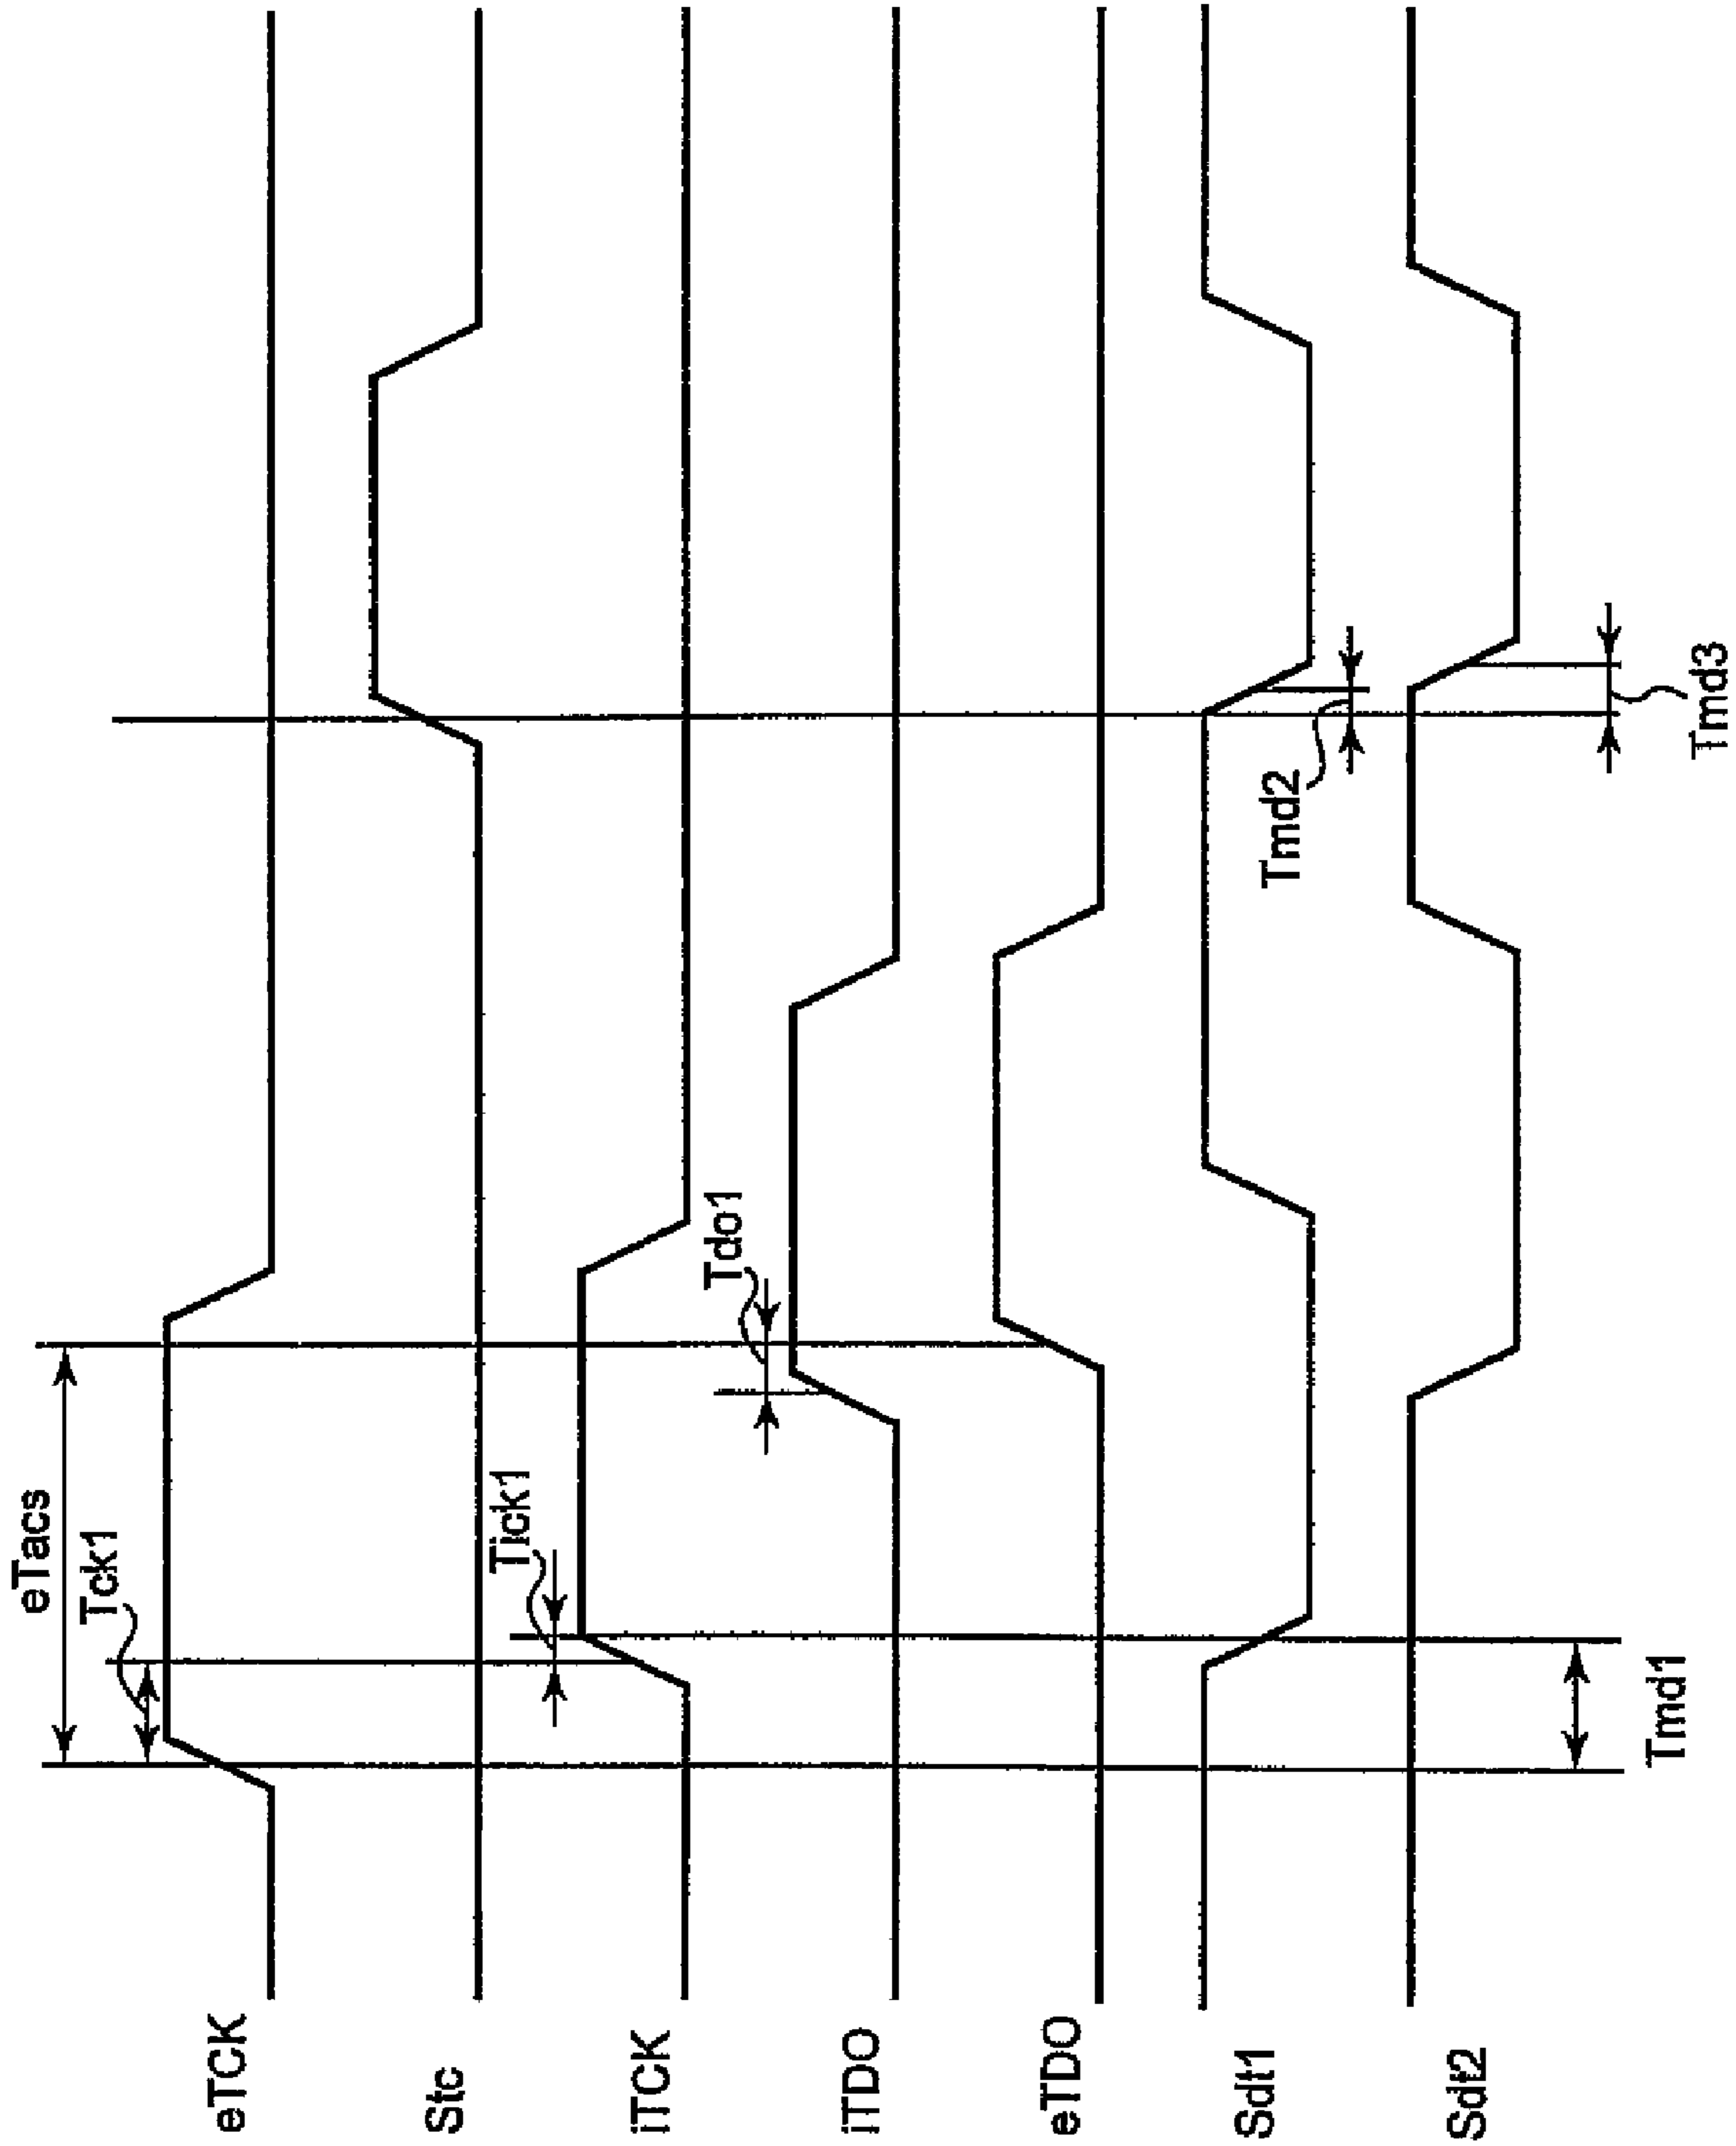 eTacs
Tck1
eTCK
Stc
Tick1
iTCK
Tdo1
iTDO
eTDO
Sdt1
Tmd2
Sdt2
Tmd1
Tmd3